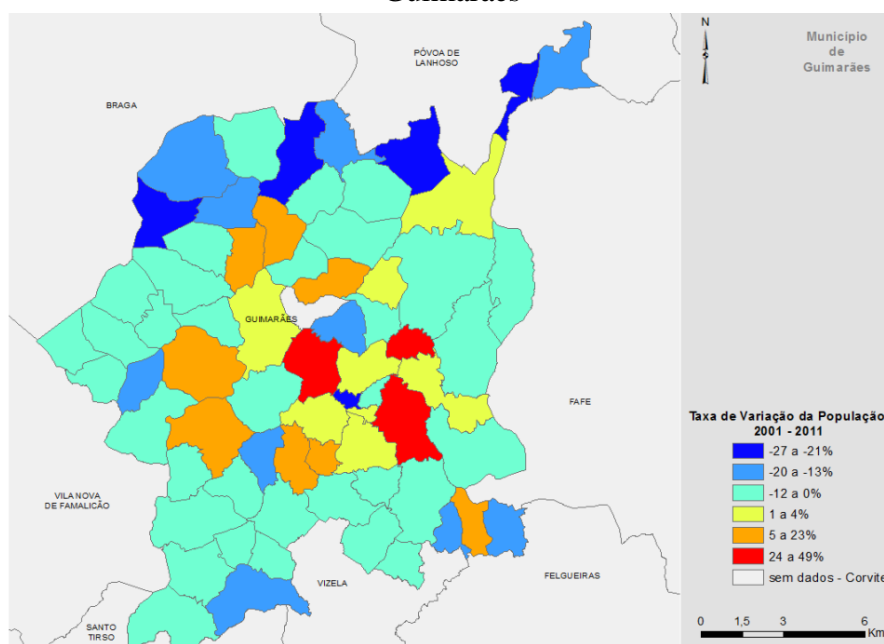 Guimarães
Município
de
Guimarães
N
S
PÓVOA DE
LANHOSO
BRAGA
GUIMARÃES
FAFE
VILA NOVA
DE FAMALICÃO
VIZELA
FELGUEIRAS
SANTO
TIRSO
Taxa de Variação da População
2001 - 2011
-27 a -21%
-20 a -13%
-12 a 0%
1 a 4%
5 a 23%
24 a 49%
sem dados - Corvite
0 1,5 3 6
Km